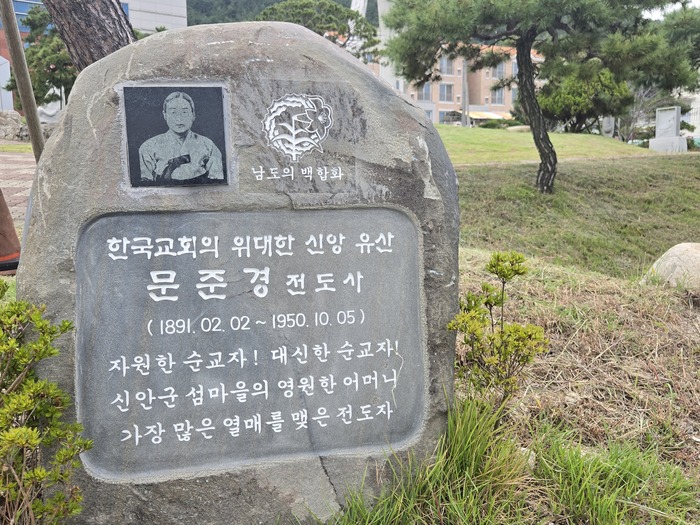 남도의 백합화
한국교회의 위대한 신앙 유산
문준경 전도사
( 1891. 02. 02 ~ 1950. 10. 05 )
자원한 순교자! 대신한 순교자!
신안군 섬마을의 영원한 어머니
가장 많은 열매를 맺은 전도자